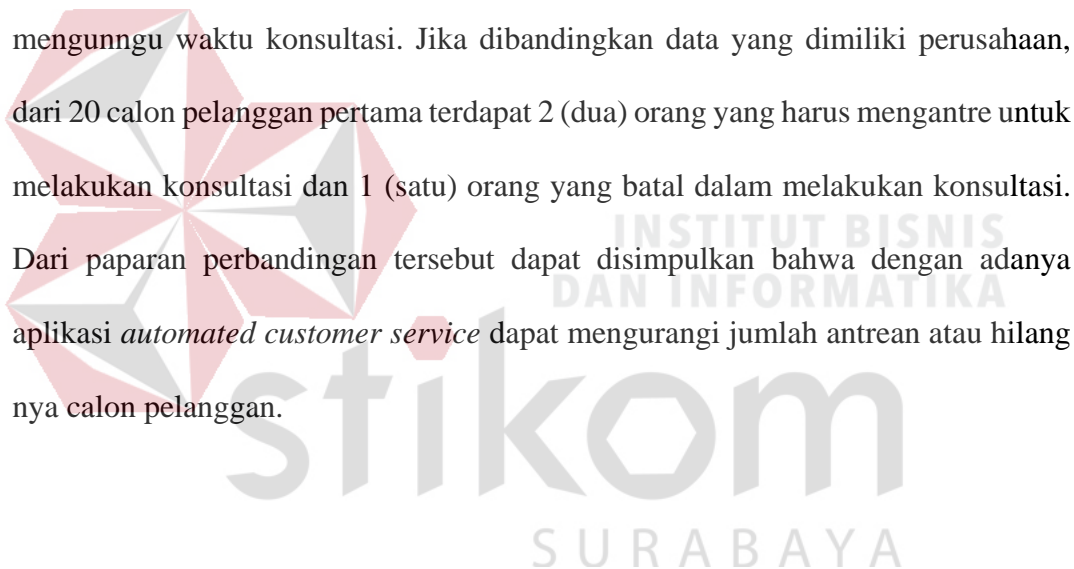 mengunngu waktu konsultasi. Jika dibandingkan data yang dimiliki perusahaan,
dari 20 calon pelanggan pertama terdapat 2 (dua) orang yang harus mengantre untuk
melakukan konsultasi dan 1 (satu) orang yang batal dalam melakukan konsultasi.
INSTITUT BISNIS
Dari paparan perbandingan tersebut dapat disimpulkan bahwa dengan adanya
DAN INFORMATIKA
aplikasi automated customer service dapat mengurangi jumlah antrean atau hilang
nya calon pelanggan.
stikom
SURABAYA